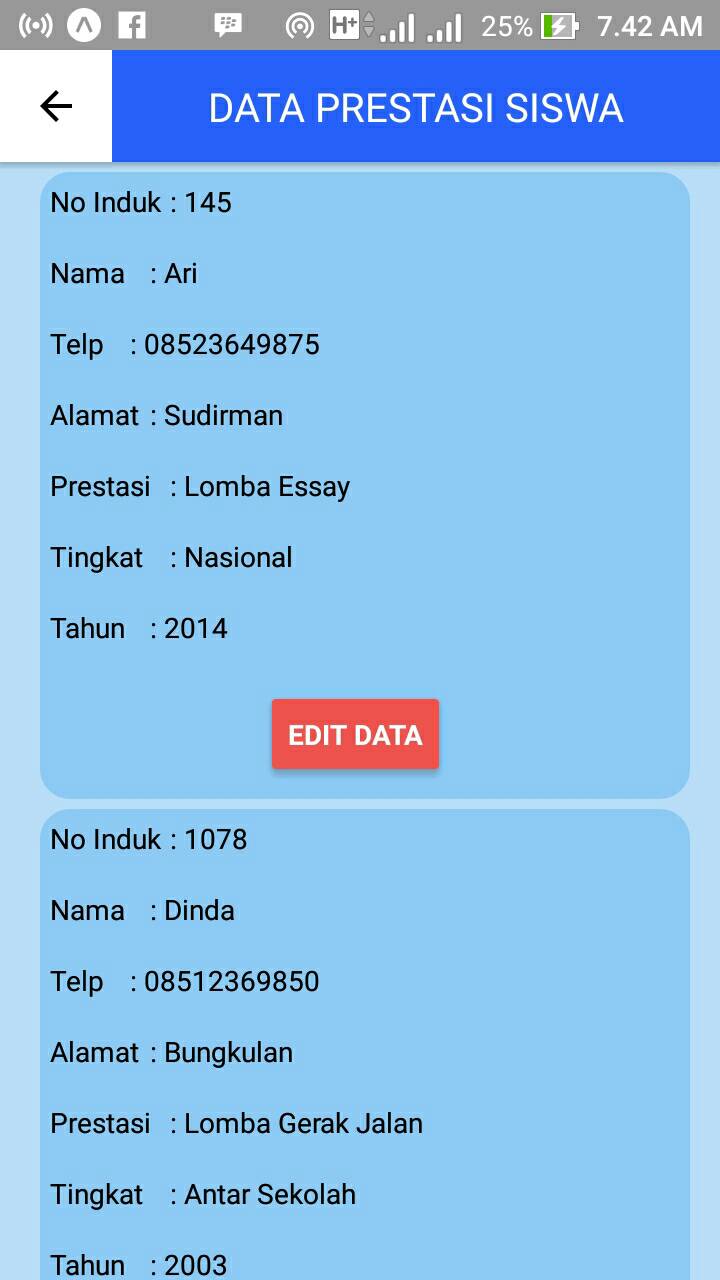 25% 7.42 AM
DATA PRESTASI SISWA
No Induk : 145
Nama : Ari
Telp : 08523649875
Alamat : Sudirman
Prestasi : Lomba Essay
Tingkat : Nasional
Tahun : 2014
EDIT DATA
No Induk : 1078
Nama : Dinda
Telp : 08512369850
Alamat : Bungkulan
Prestasi : Lomba Gerak Jalan
Tingkat : Antar Sekolah
Tahun : 2003